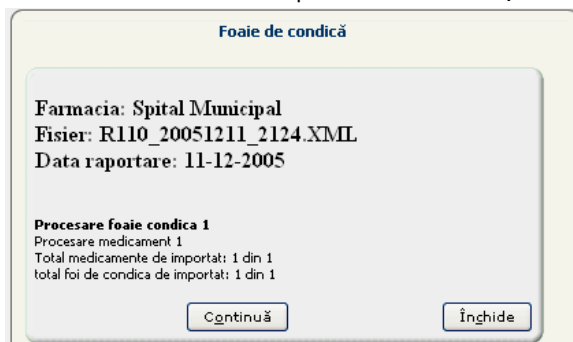 Foaie de condică
Farmacia: Spital Municipal
Fisier: R110_20051211_2124.XML
Data raportare: 11-12-2005
Procesare foaie condica 1
Procesare medicament 1
Total medicamente de importat: 1 din 1
total foi de condica de importat: 1 din 1
Continuă
Închide